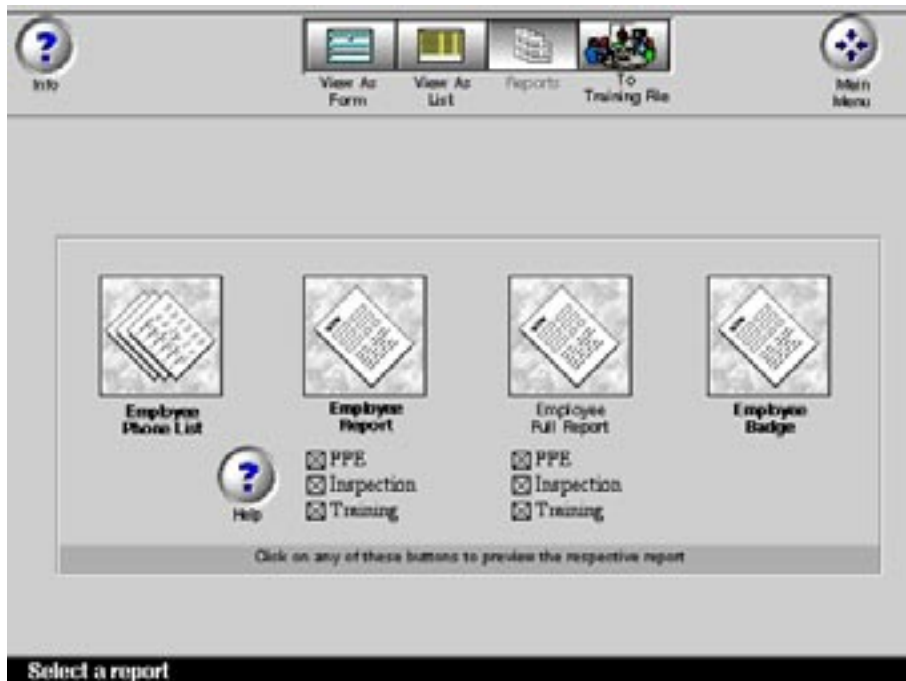 Info
View As
Form
View As
List
Reports
To
Training File
Main
Menu
Employee
Phone List
Employee
Report
Employee
Full Report
Employee
Badge
Help
PPE
Inspection
Training
PPE
Inspection
Training
Click on any of these buttons to preview the respective report
Select a report